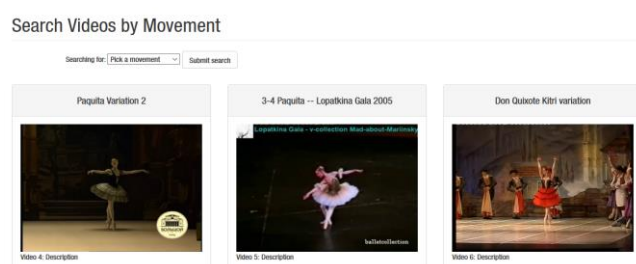 Search Videos by Movement
Searching for: Pick a movement Submit search
Paquita Variation 2
3-4 Paquita -- Lopatkina Gala 2005
Don Quixote Kitri variation
Lopatkina Gala - v-collection Mad-about-Mariinsky
balletcollection
Video 4: Description
Video 5: Description
Video 6: Description